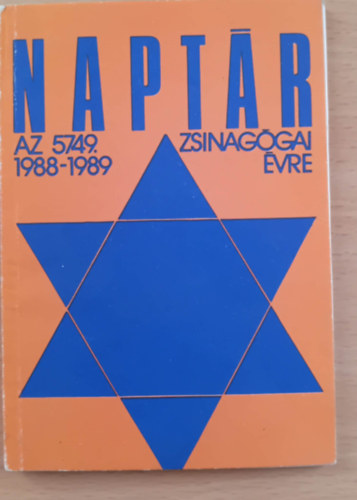 NAPTÁR
AZ 5749. ZSINAGÓGAI
1988-1989 ÉVRE